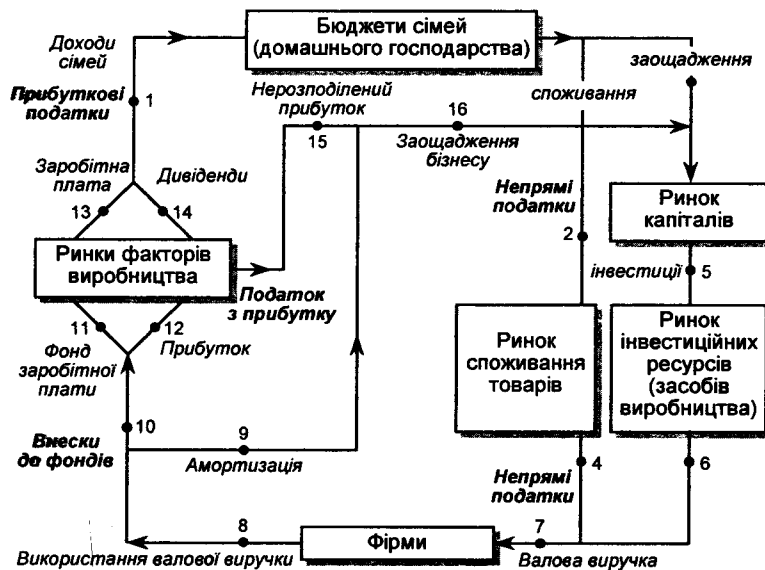 Бюджети сімей
(домашнього господарства)
Доходи
сімей
заощадження
споживання
Прибуткові
податки
1
Нерозподілений
прибуток
15
16
Заощадження
бізнесу
Заробітна
плата
Дивіденди
13
14
Непрямі
податки
2
Ринок
капіталів
Ринки факторів
виробництва
Податок
з прибутку
інвестиції
5
11
12
Фонд
заробітної
плати
Прибуток
Ринок
споживання
товарів
Ринок
інвестиційних
ресурсів
(засобів
виробництва)
10
Внески
до фондів
9
Амортизація
Непрямі
податки
4
6
8
Використання валової виручки
Фірми
7
Валова виручка